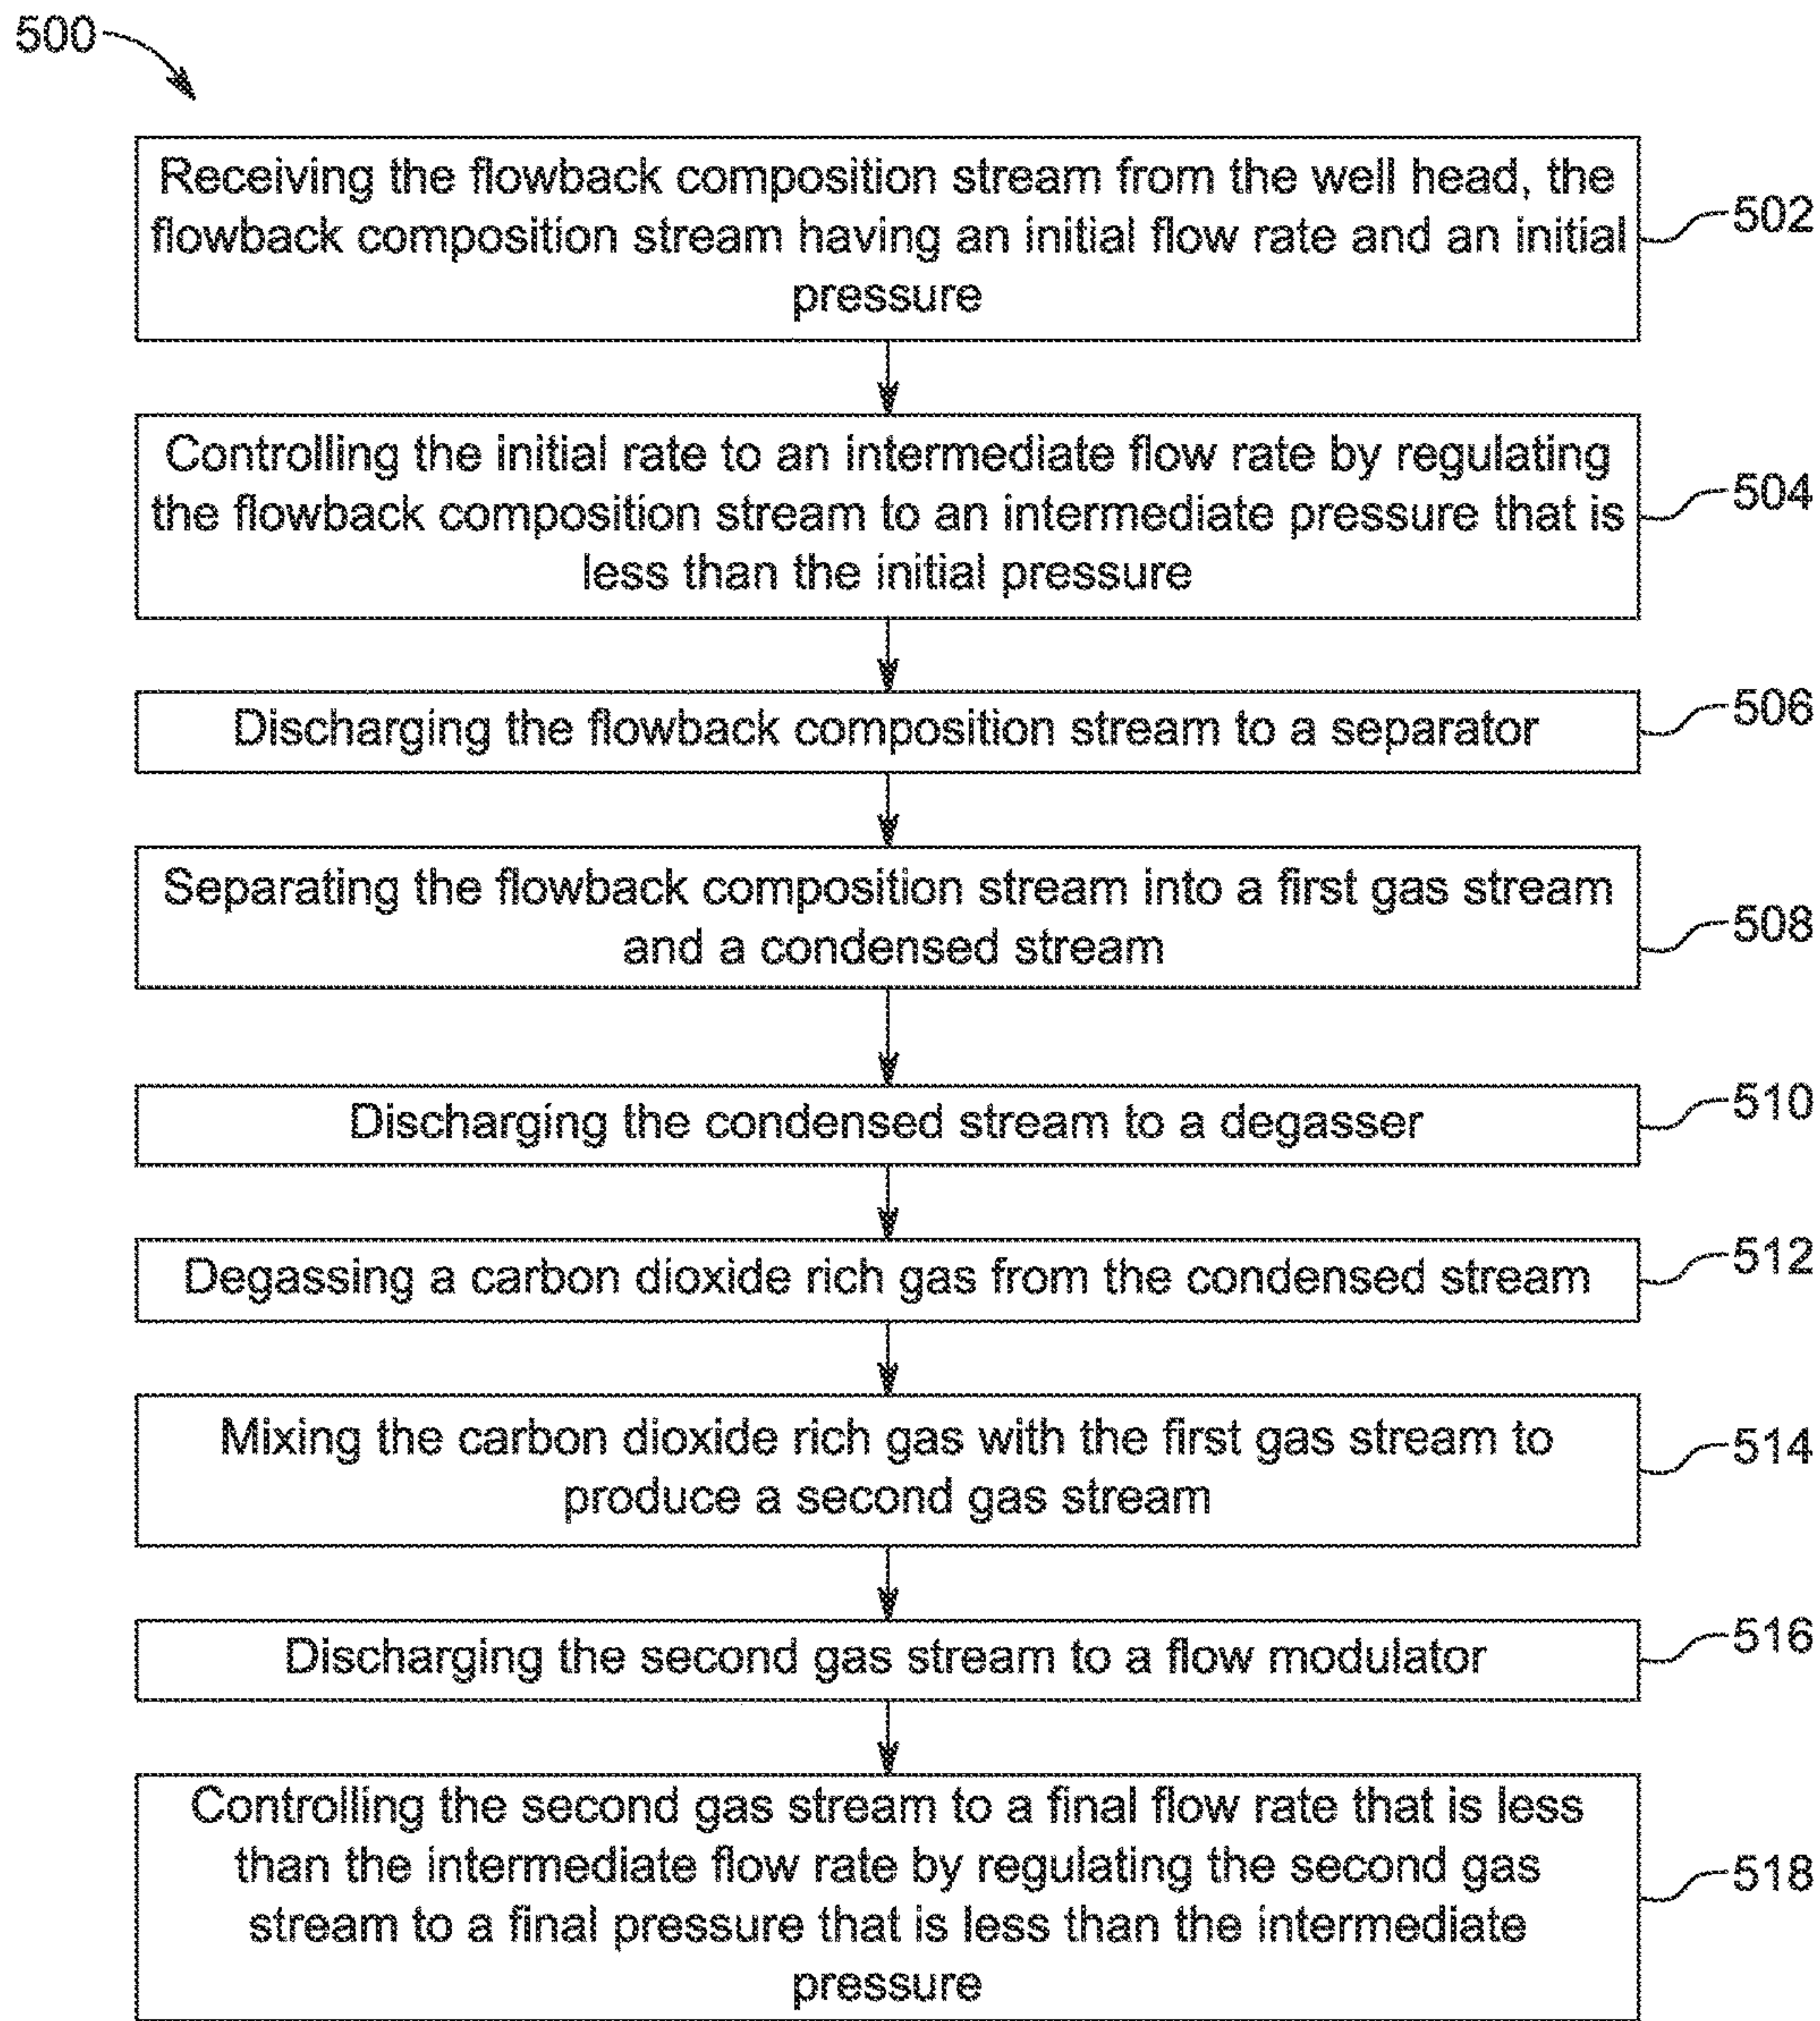 500
Receiving the flowback composition stream from the well head, the
flowback composition stream having an initial flow rate and an initial
pressure
502
Controlling the initial rate to an intermediate flow rate by regulating
the flowback composition stream to an intermediate pressure that is
less than the initial pressure
504
Discharging the flowback composition stream to a separator
506
Separating the flowback composition stream into a first gas stream
and a condensed stream
508
Discharging the condensed stream to a degasser
510
Degassing a carbon dioxide rich gas from the condensed stream
512
Mixing the carbon dioxide rich gas with the first gas stream to
produce a second gas stream
514
Discharging the second gas stream to a flow modulator
516
Controlling the second gas stream to a final flow rate that is less
than the intermediate flow rate by regulating the second gas
stream to a final pressure that is less than the intermediate
pressure
518